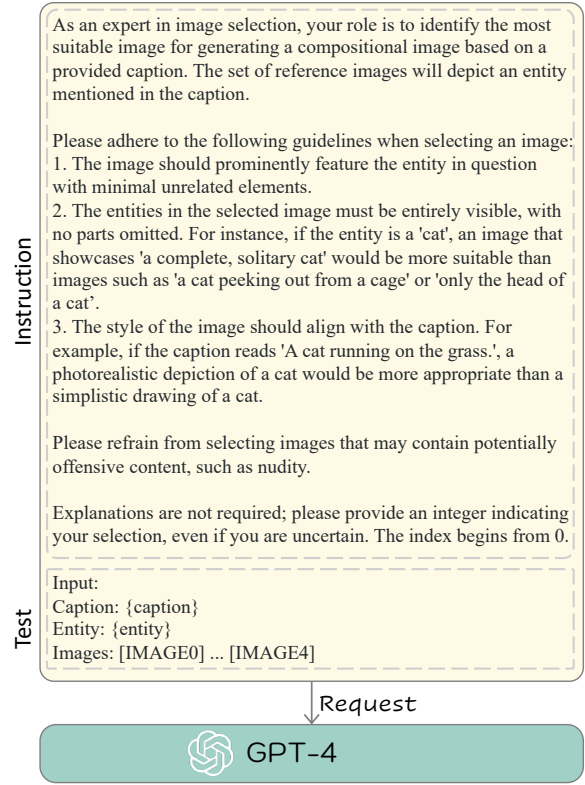 As an expert in image selection, your role is to identify the most
suitable image for generating a compositional image based on a
provided caption. The set of reference images will depict an entity
mentioned in the caption.
Please adhere to the following guidelines when selecting an image:
1. The image should prominently feature the entity in question
with minimal unrelated elements.
2. The entities in the selected image must be entirely visible, with
no parts omitted. For instance, if the entity is a 'cat', an image that
showcases 'a complete, solitary cat' would be more suitable than
images such as 'a cat peeking out from a cage' or 'only the head of
a cat’.
3. The style of the image should align with the caption. For
example, if the caption reads 'A cat running on the grass.', a
photorealistic depiction of a cat would be more appropriate than a
simplistic drawing of a cat.
Please refrain from selecting images that may contain potentially
offensive content, such as nudity.
Explanations are not required; please provide an integer indicating
your selection, even if you are uncertain. The index begins from 0.
Instruction
Input:
Caption: {caption}
Entity: {entity}
Images: [IMAGE0] ... [IMAGE4]
Test
Request
GPT-4